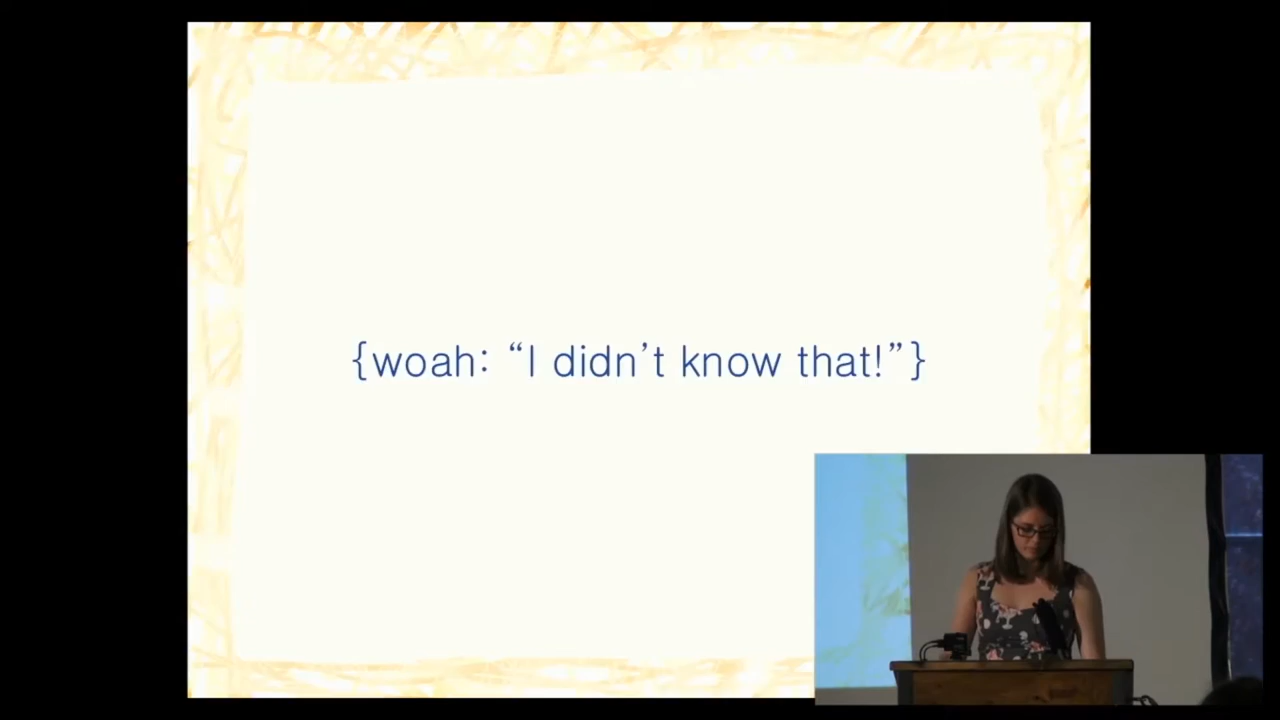 {woah: “I didn’t know that!”}